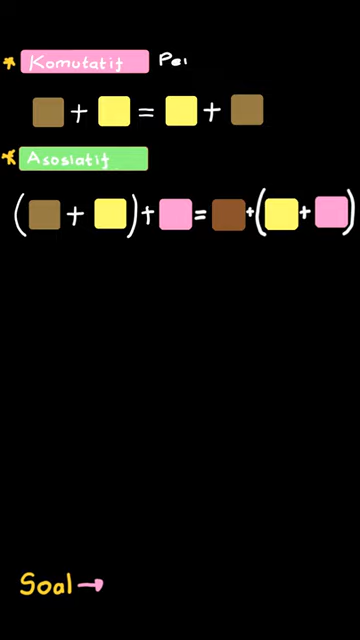 Komutatif
+ = +
Asosiatif
( + ) + = + ( + )
Soal →